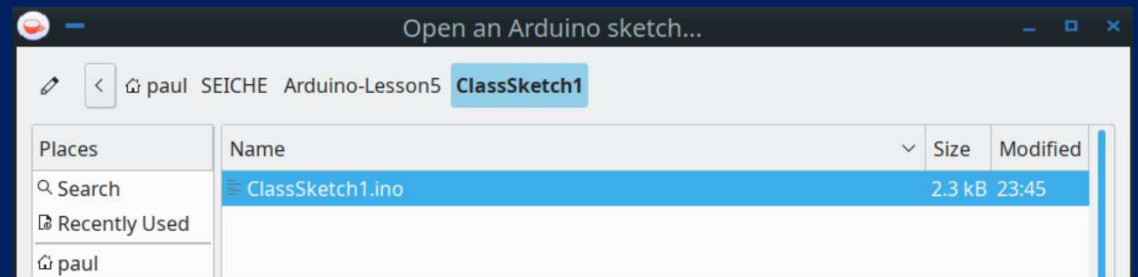 Open an Arduino sketch...
paul SEICHE Arduino-Lesson5 ClassSketch1
Places Name Size Modified
Search ClassSketch1.ino 2.3 kB 23:45
Recently Used
paul